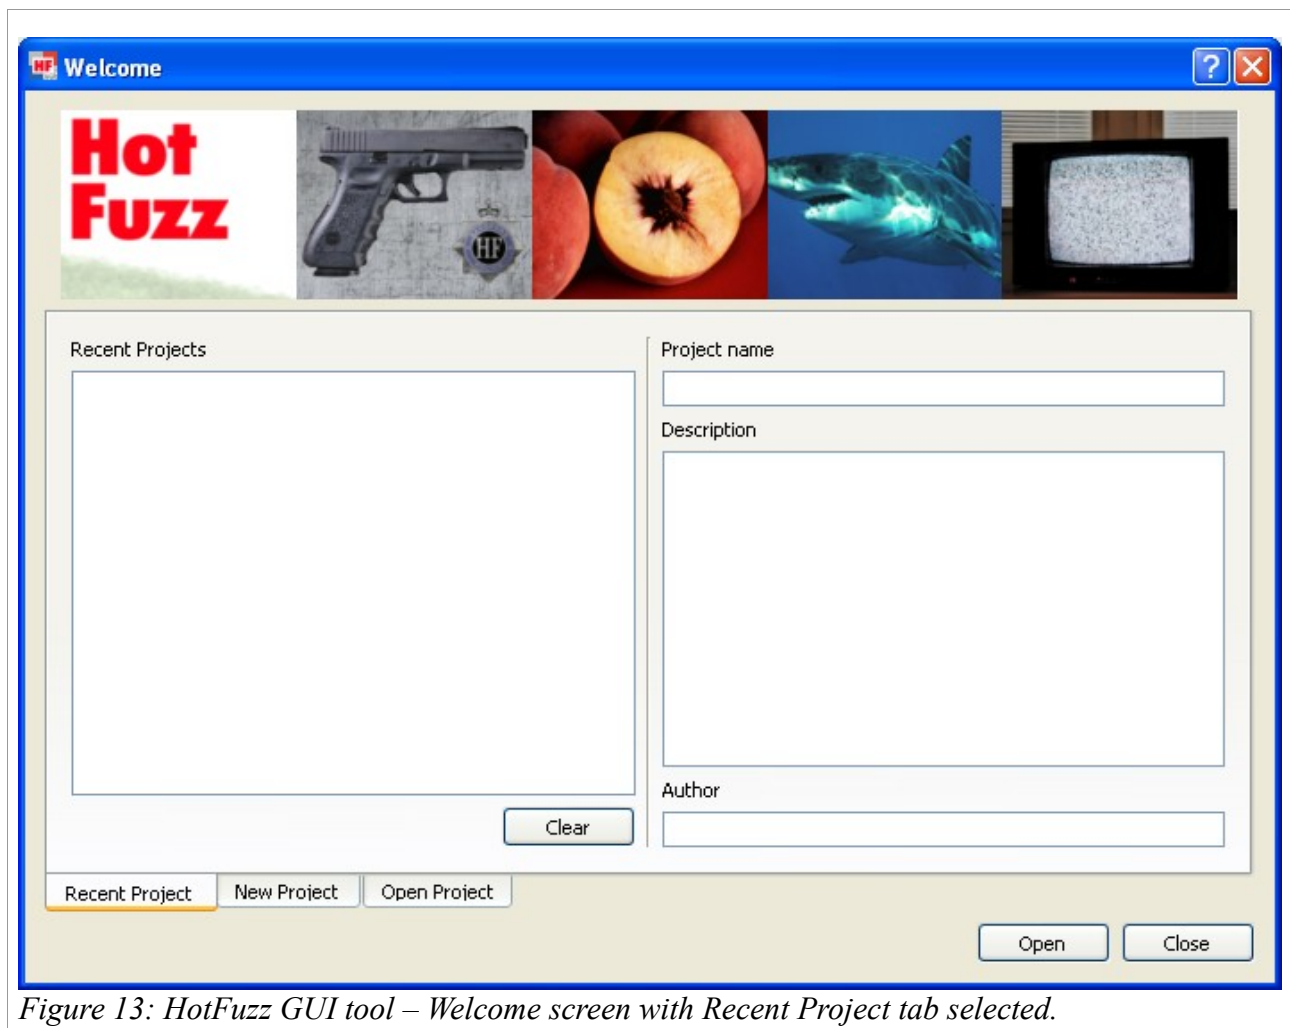 HF Welcome
Hot
Fuzz
HF
Recent Projects
Project name
Description
Author
Clear
Recent Project New Project Open Project
Open Close
Figure 13: HotFuzz GUI tool – Welcome screen with Recent Project tab selected.